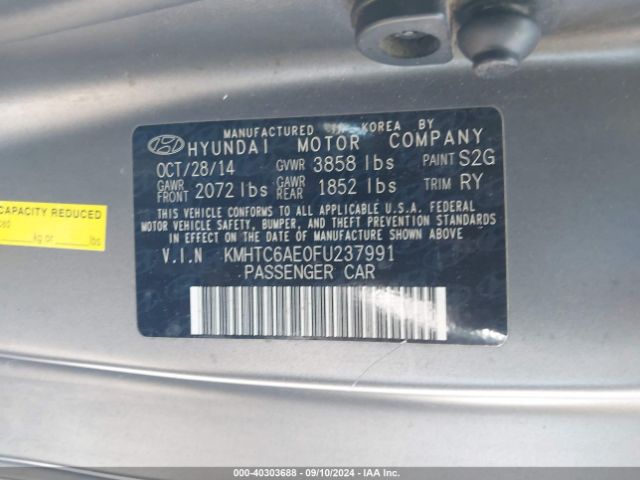 MANUFACTURED IN KOREA BY
HYUNDAI MOTOR COMPANY
OCT/28/14 GVWR 3858 lbs PAINT S2G
GAWR FRONT 2072 lbs GAWR REAR 1852 lbs TRIM RY
THIS VEHICLE CONFORMS TO ALL APPLICABLE U.S.A. FEDERAL
MOTOR VEHICLE SAFETY, BUMPER, AND THEFT PREVENTION STANDARDS
IN EFFECT ON THE DATE OF MANUFACTURE SHOWN ABOVE.
V.I.N KMHTC6AE0FU237991
PASSENGER CAR
CAPACITY REDUCED
kg or lbs
000-40303688 - 09/10/2024 - IAA Inc.